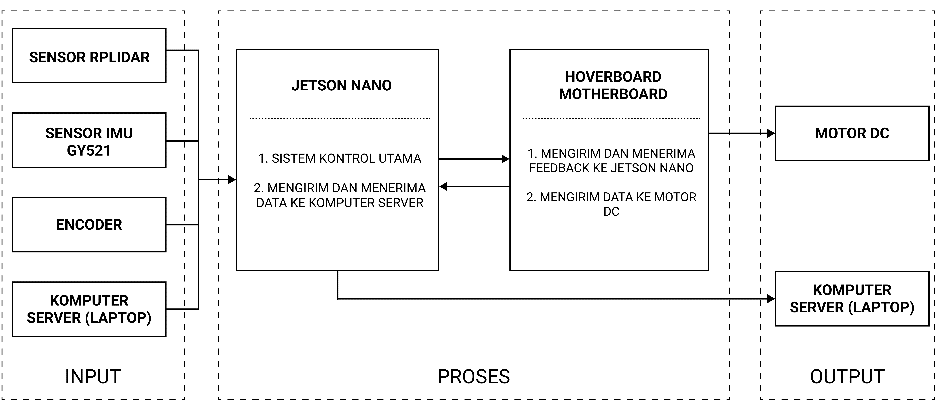 SENSOR RPLIDAR
SENSOR IMU
GY521
ENCODER
KOMPUTER
SERVER (LAPTOP)
INPUT
JETSON NANO
1. SISTEM KONTROL UTAMA
2. MENGIRIM DAN MENERIMA
DATA KE KOMPUTER SERVER
HOVERBOARD
MOTHERBOARD
1. MENGIRIM DAN MENERIMA
FEEDBACK KE JETSON NANO
2. MENGIRIM DATA KE MOTOR
DC
PROSES
MOTOR DC
KOMPUTER
SERVER (LAPTOP)
OUTPUT